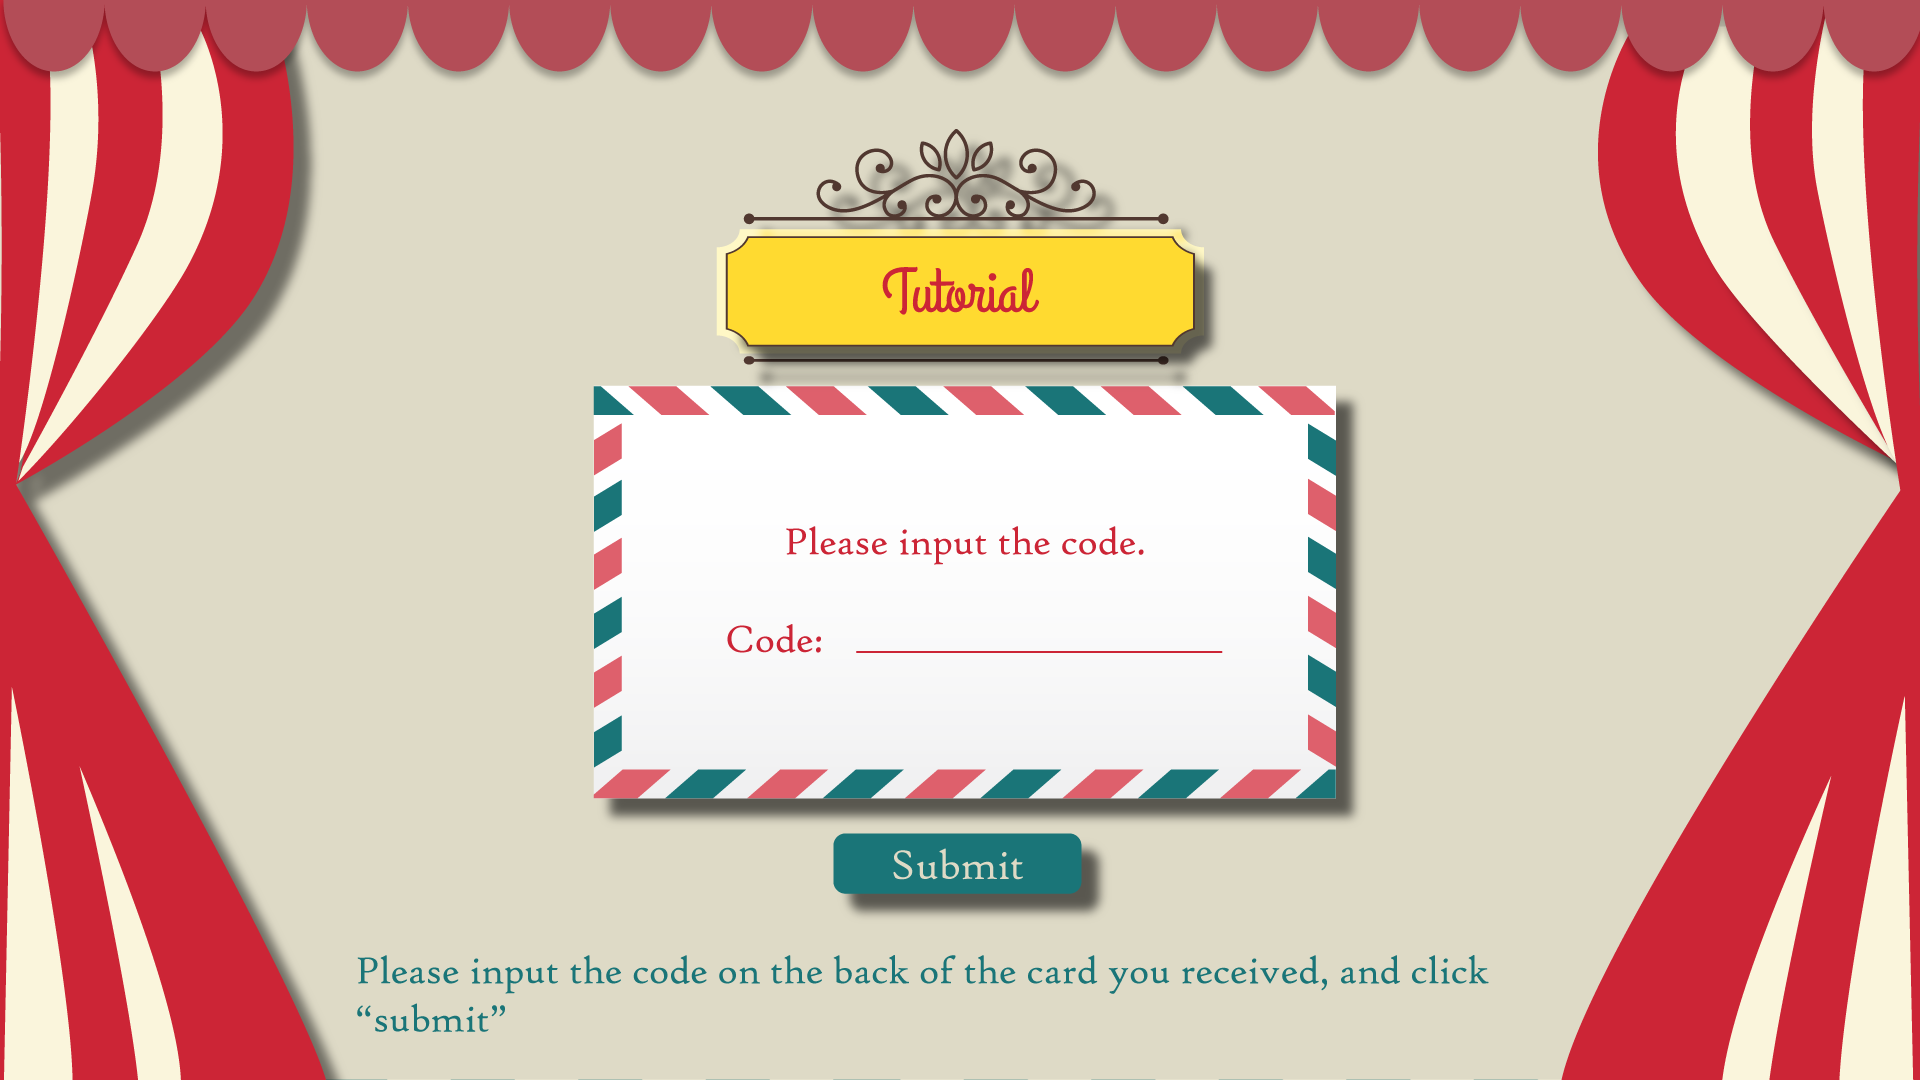 Tutorial
Please input the code.
Code:
Submit
Please input the code on the back of the card you received, and click
“submit”